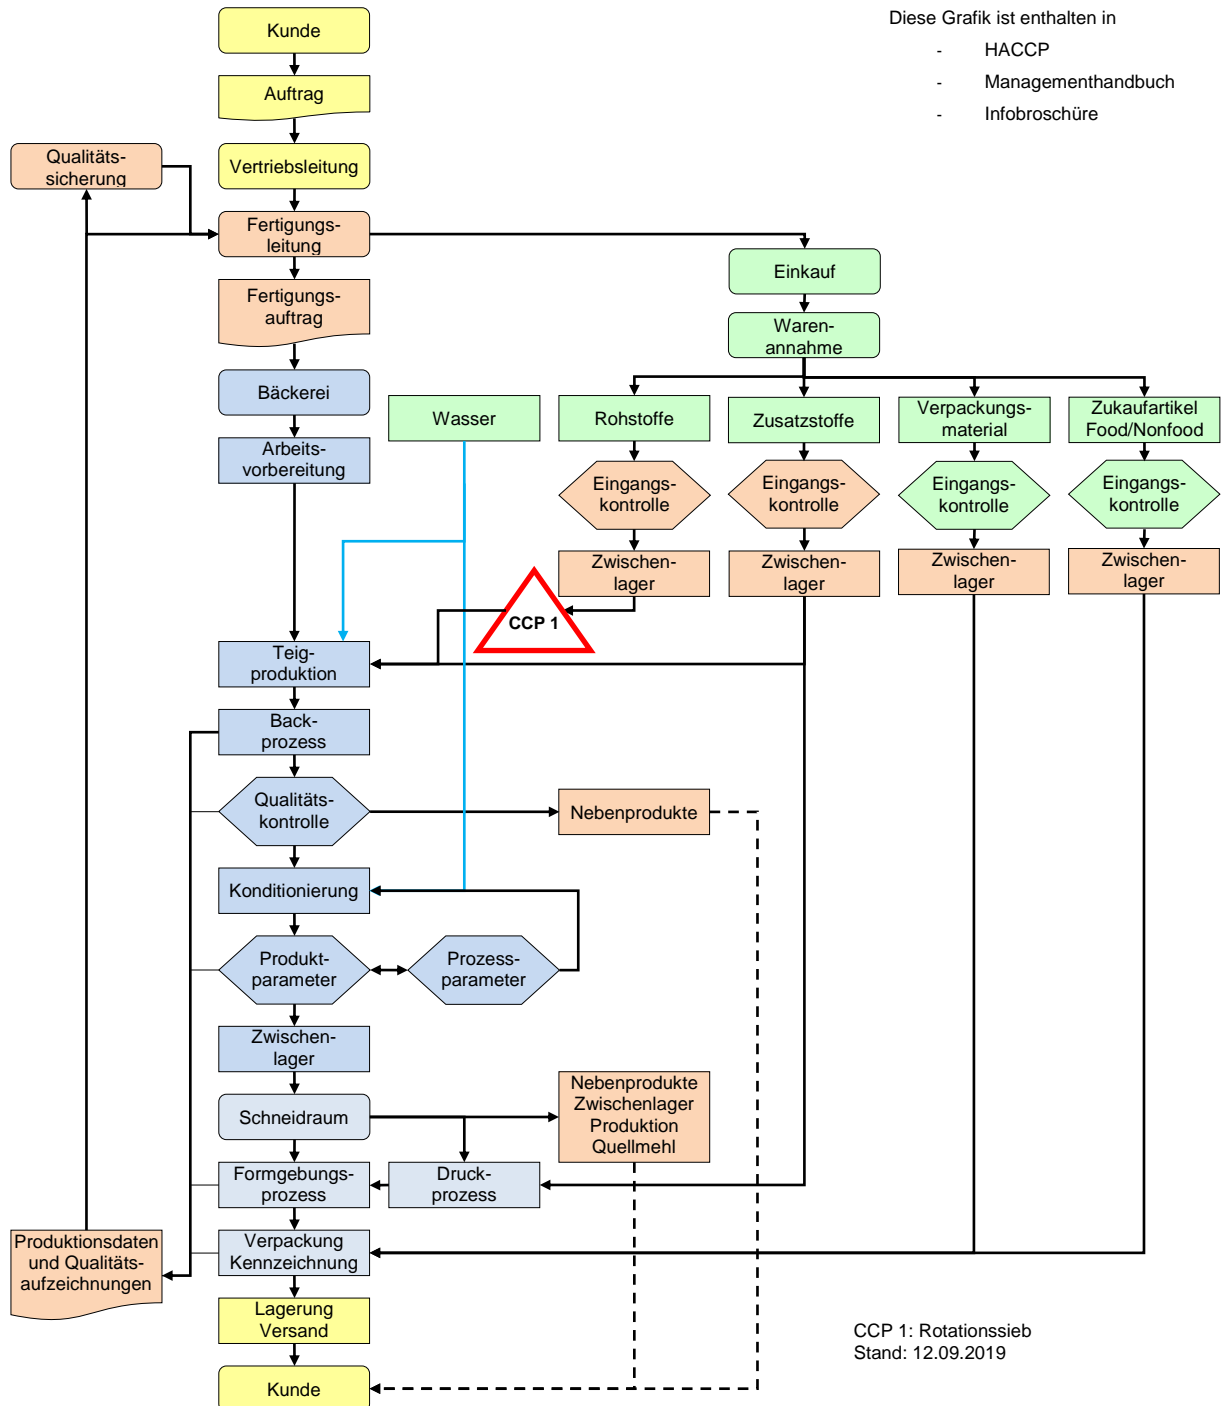 Kunde
Diese Grafik ist enthalten in
- HACCP
- Managementhandbuch
- Infobroschüre
Auftrag
Qualitäts-
sicherung
Vertriebsleitung
Fertigungs-
leitung
Einkauf
Fertigungs-
auftrag
Waren-
annahme
Bäckerei
Wasser
Rohstoffe
Zusatzstoffe
Verpackungs-
material
Zukaufartikel
Food/Nonfood
Arbeits-
vorbereitung
Eingangs-
kontrolle
Eingangs-
kontrolle
Eingangs-
kontrolle
Eingangs-
kontrolle
Zwischen-
lager
Zwischen-
lager
Zwischen-
lager
Zwischen-
lager
CCP 1
Teig-
produktion
Back-
prozess
Qualitäts-
kontrolle
Nebenprodukte
Konditionierung
Produkt-
parameter
Prozess-
parameter
Zwischen-
lager
Schneidraum
Nebenprodukte
Zwischenlager
Produktion
Quellmehl
Formgebungs-
prozess
Druck-
prozess
Produktionsdaten
und Qualitäts-
aufzeichnungen
Verpackung
Kennzeichnung
Lagerung
Versand
CCP 1: Rotationssieb
Stand: 12.09.2019
Kunde